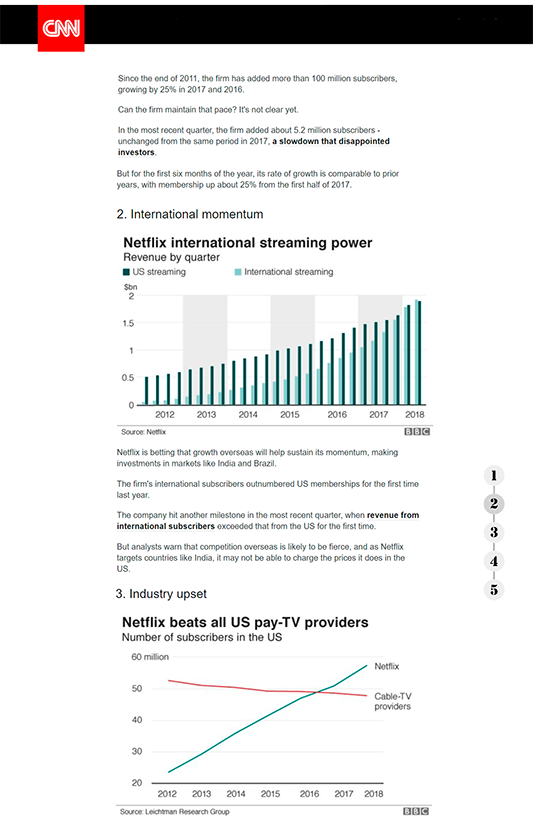 CNN
Since the end of 2011, the firm has added more than 100 million subscribers,
growing by 25% in 2017 and 2016.
Can the firm maintain that pace? It's not clear yet.
In the most recent quarter, the firm added about 5.2 million subscribers -
unchanged from the same period in 2017, a slowdown that disappointed
investors.
But for the first six months of the year, its rate of growth is comparable to prior
years, with membership up about 25% from the first half of 2017.
2. International momentum
Netflix international streaming power
Revenue by quarter
US streaming International streaming
$bn
2
1.5
1
0.5
0
2012 2013 2014 2015 2016 2017 2018
Source: Netflix BBC
Netflix is betting that growth overseas will help sustain its momentum, making
investments in markets like India and Brazil.
The firm's international subscribers outnumbered US memberships for the first time
last year.
The company hit another milestone in the most recent quarter, when revenue from
international subscribers exceeded that from the US for the first time.
But analysts warn that competition overseas is likely to be fierce, and as Netflix
targets countries like India, it may not be able to charge the prices it does in the
US.
1
2
3
4
5
3. Industry upset
Netflix beats all US pay-TV providers
Number of subscribers in the US
60 million
Netflix
50
Cable-TV
providers
40
30
20
2012 2013 2014 2015 2016 2017 2018
Source: Leichtman Research Group BBC